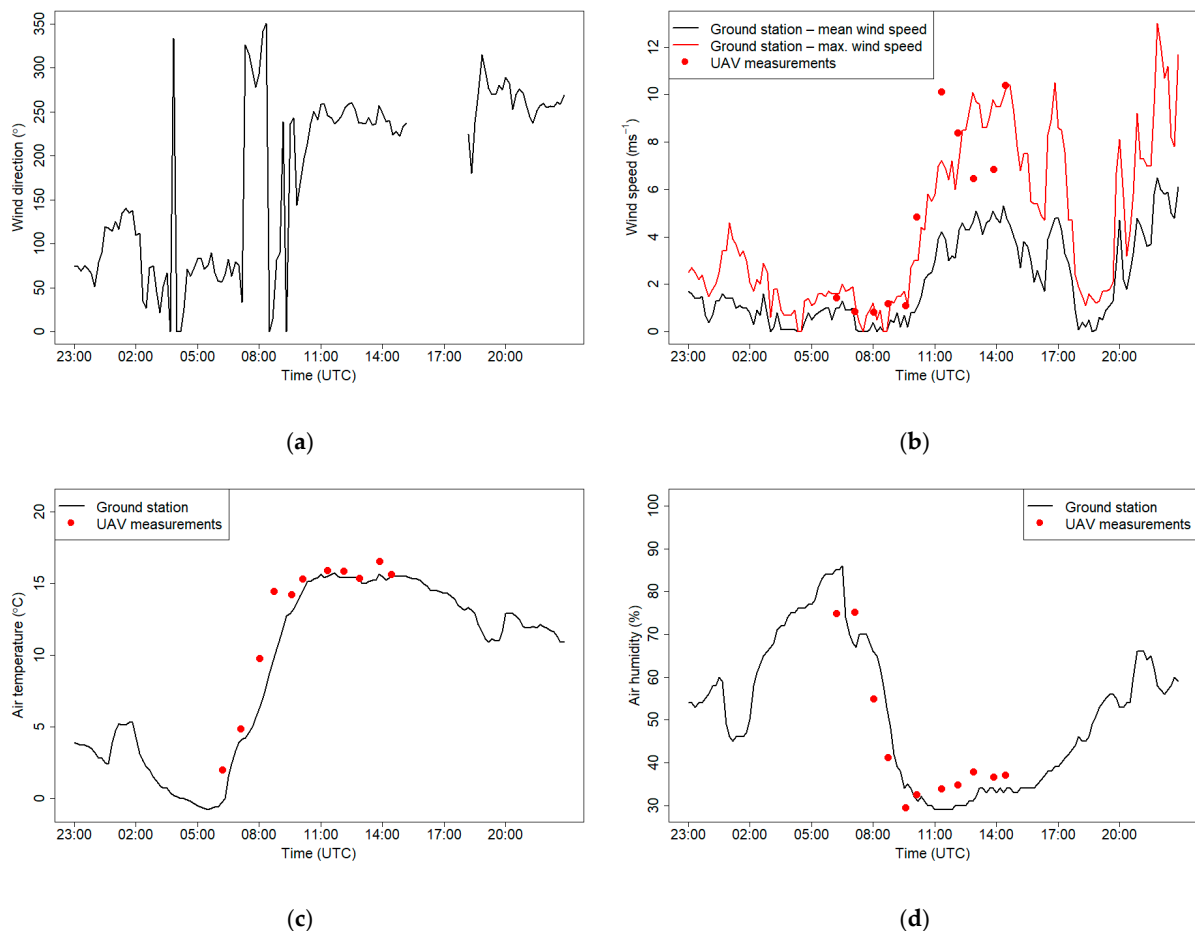 Wind direction (°)
0
50
100
150
200
250
300
350
23:00 02:00 05:00 08:00 11:00 14:00 17:00 20:00
Time (UTC)
(a)
Ground station – mean wind speed
Ground station – max. wind speed
UAV measurements
Wind speed (ms⁻¹)
0
2
4
6
8
10
12
23:00 02:00 05:00 08:00 11:00 14:00 17:00 20:00
Time (UTC)
(b)
Ground station
UAV measurements
Air temperature (°C)
0
5
10
15
20
23:00 02:00 05:00 08:00 11:00 14:00 17:00 20:00
Time (UTC)
(c)
Ground station
UAV measurements
Air humidity (%)
30
40
50
60
70
80
90
100
23:00 02:00 05:00 08:00 11:00 14:00 17:00 20:00
Time (UTC)
(d)